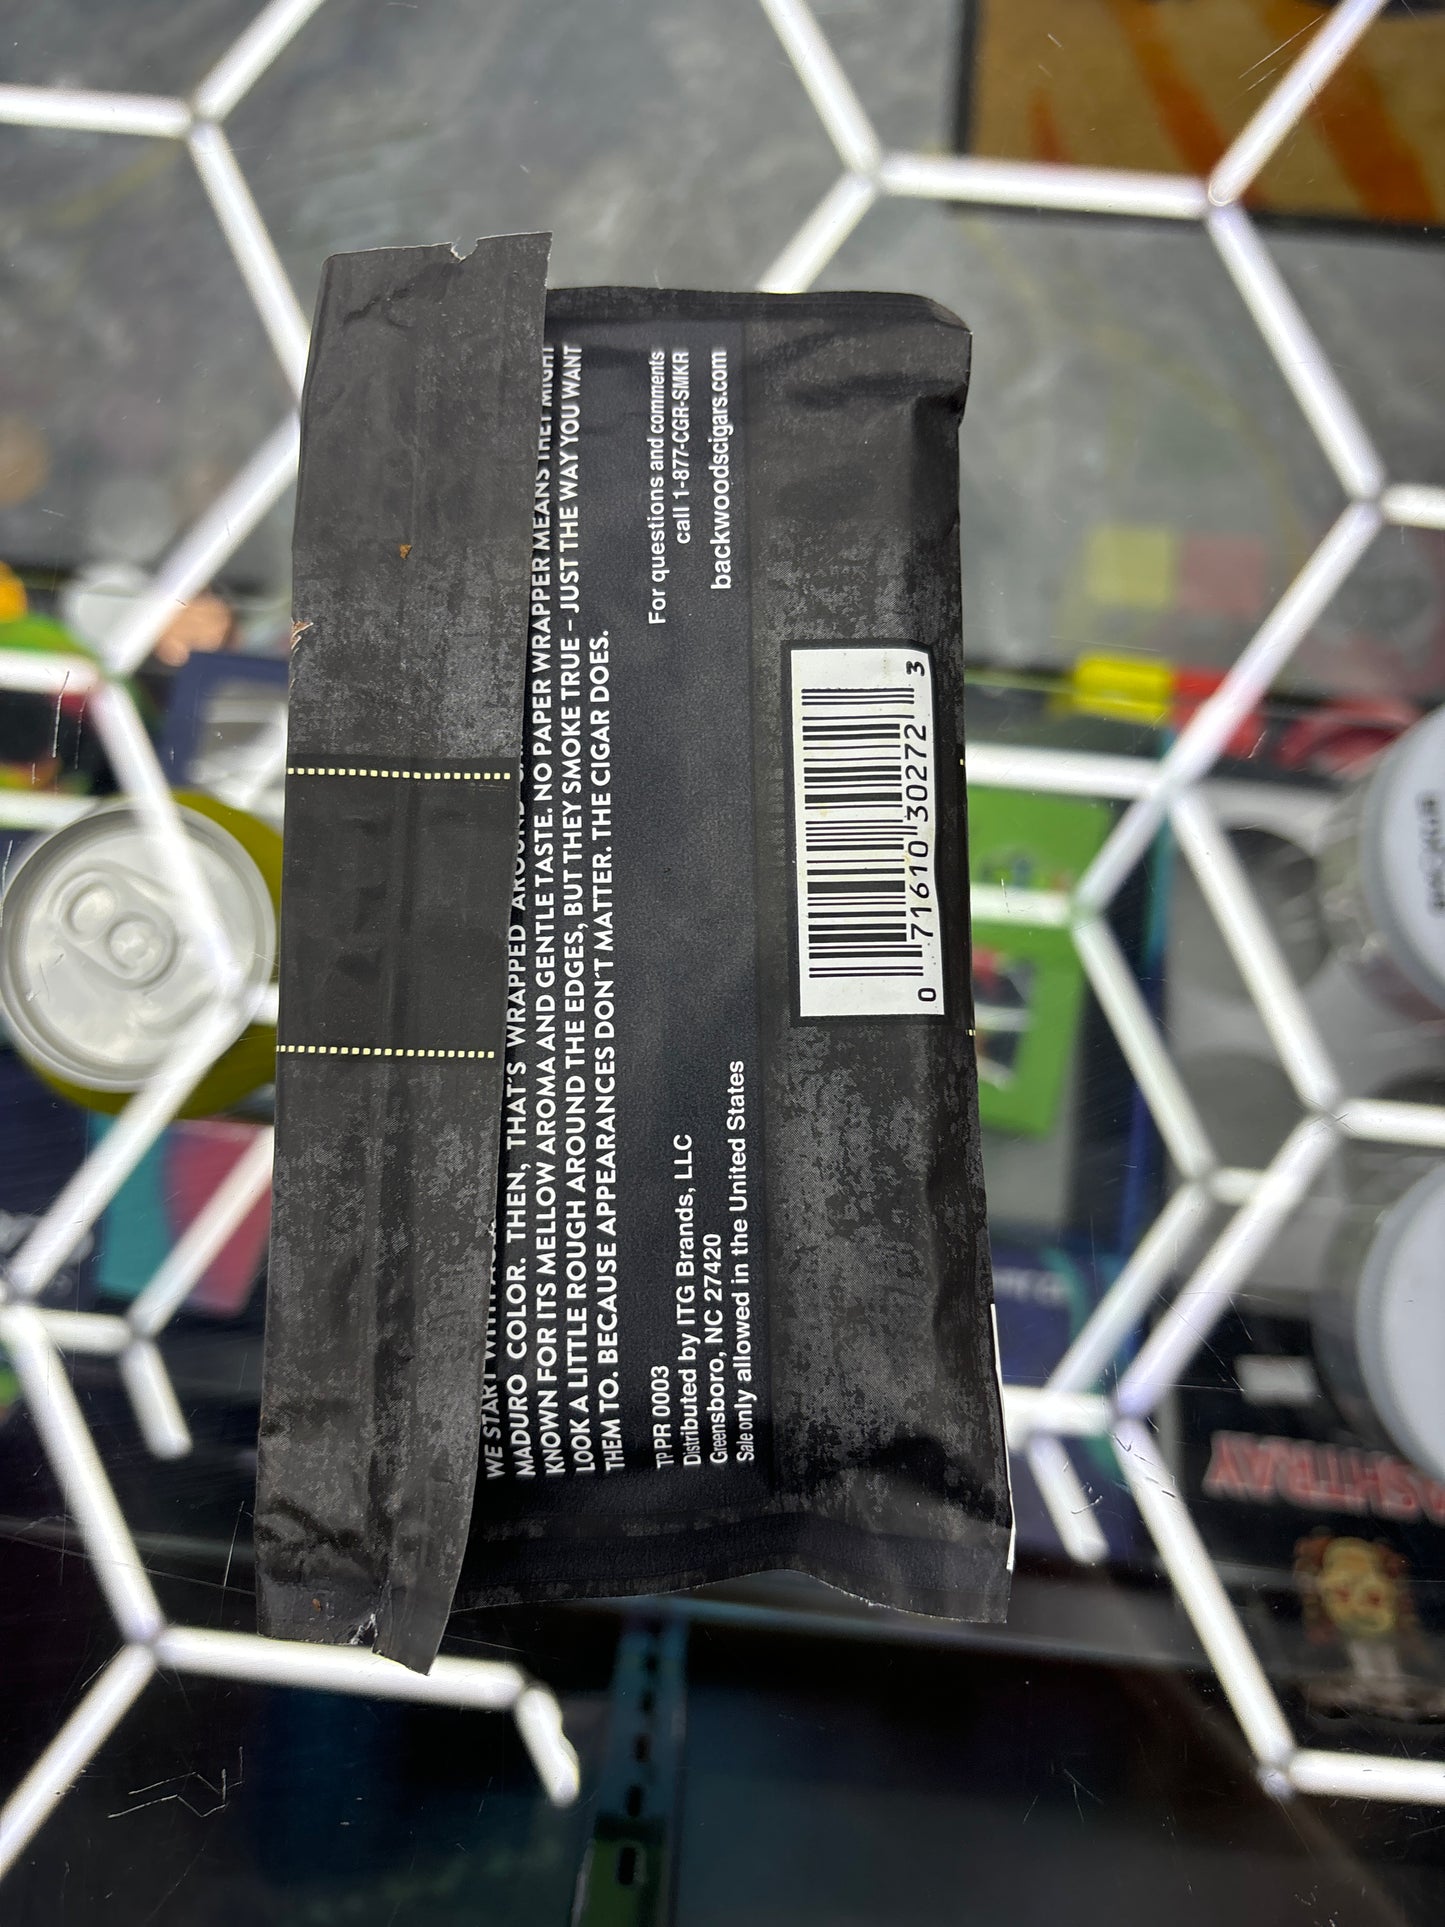 MADURO COLOR. THEN, THAT'S WRAPPED AROUND
KNOWN FOR ITS MELLOW AROMA AND GENTLE TASTE. NO PAPER WRAPPER MEANS THEY MIGHT
LOOK A LITTLE ROUGH AROUND THE EDGES, BUT THEY SMOKE TRUE – JUST THE WAY YOU WANT
THEM TO. BECAUSE APPEARANCES DON'T MATTER. THE CIGAR DOES.
For questions and comments
call 1-877-CGR-SMKR
backwoodscigars.com
TP PR 0003
Distributed by ITG Brands, LLC
Greensboro, NC 27420
Sale only allowed in the United States
0 71610 30272 3
ASHTRAY